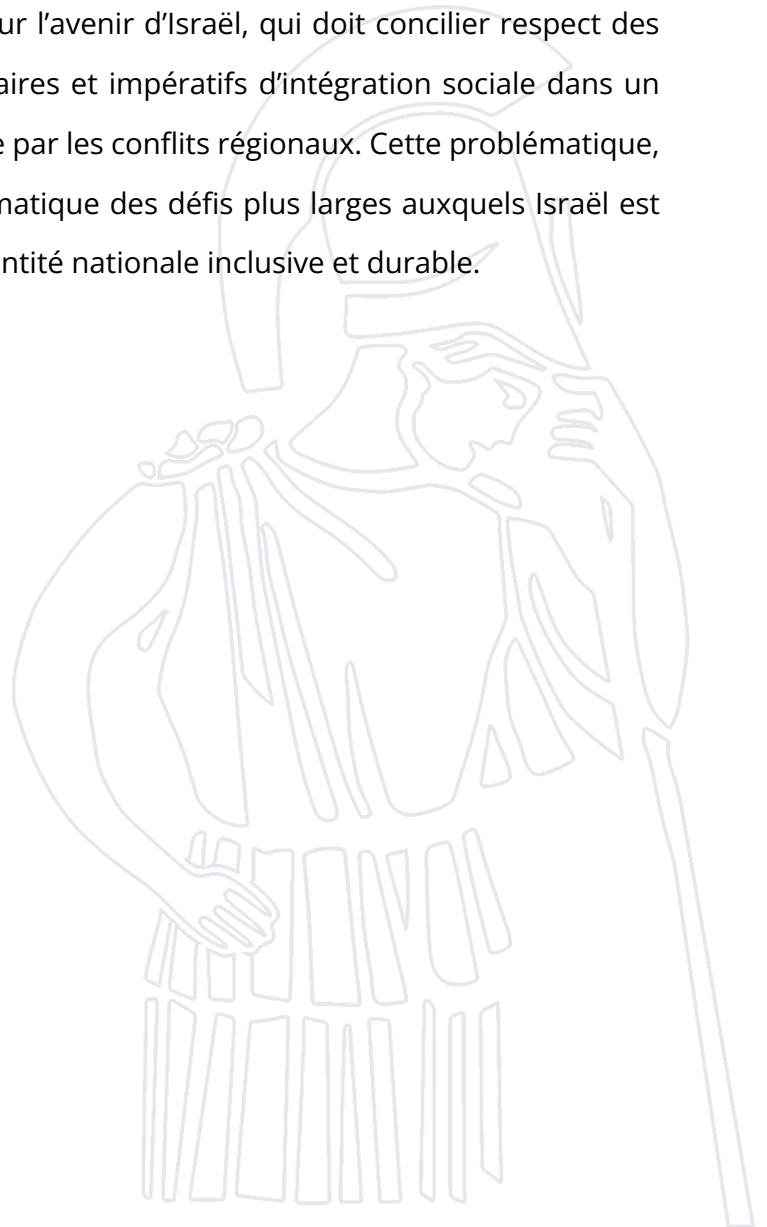 ur l’avenir d’Israël, qui doit concilier respect des
aires et impératifs d’intégration sociale dans un
e par les conflits régionaux. Cette problématique,
matique des défis plus larges auxquels Israël est
ntité nationale inclusive et durable.